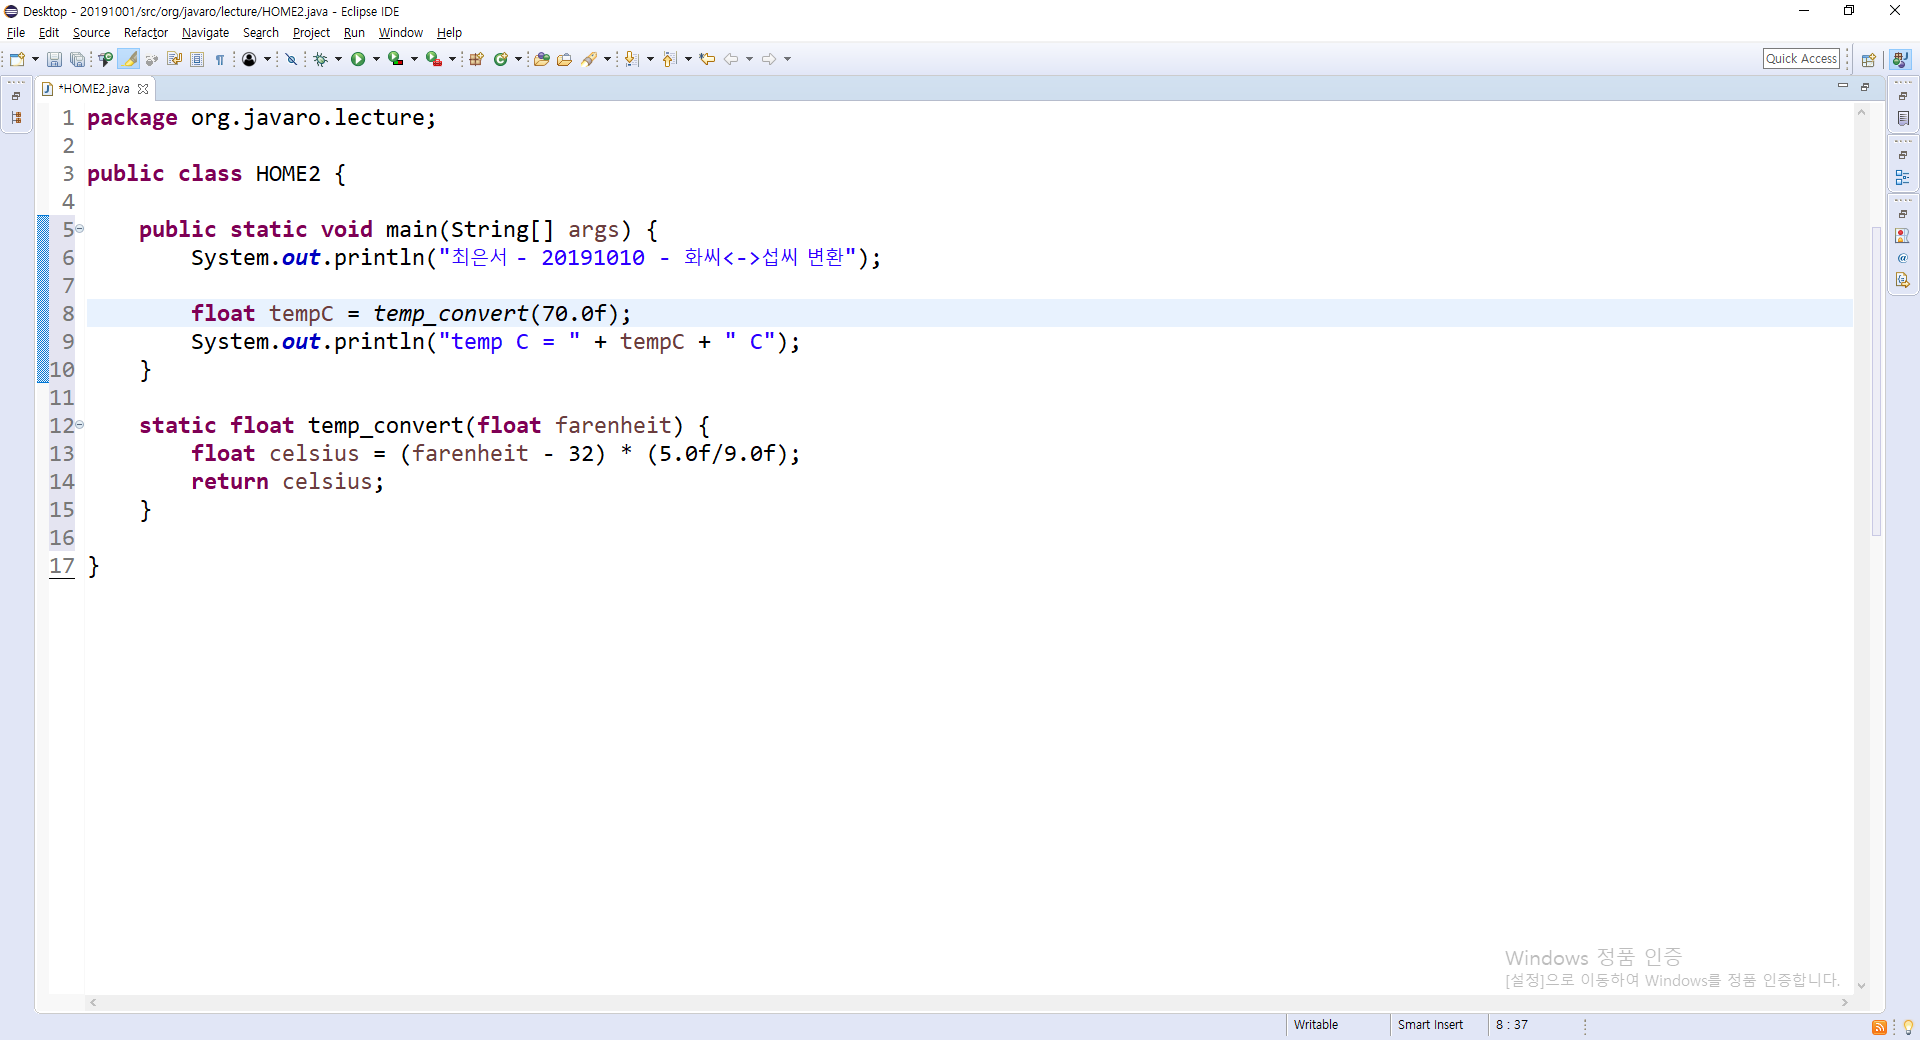 Desktop - 20191001/src/org/javaro/lecture/HOME2.java - Eclipse IDE
File Edit Source Refactor Navigate Search Project Run Window Help
Quick Access
*HOME2.java
1 package org.javaro.lecture;
2
3 public class HOME2 {
4
5 public static void main(String[] args) {
6 System.out.println("최은서 - 20191010 - 화씨<->섭씨 변환");
7
8 float tempC = temp_convert(70.0f);
9 System.out.println("temp C = " + tempC + " C");
10 }
11
12 static float temp_convert(float farenheit) {
13 float celsius = (farenheit - 32) * (5.0f/9.0f);
14 return celsius;
15 }
16
17 }
Windows 정품 인증
[설정]으로 이동하여 Windows를 정품 인증합니다.
Writable Smart Insert 8 : 37